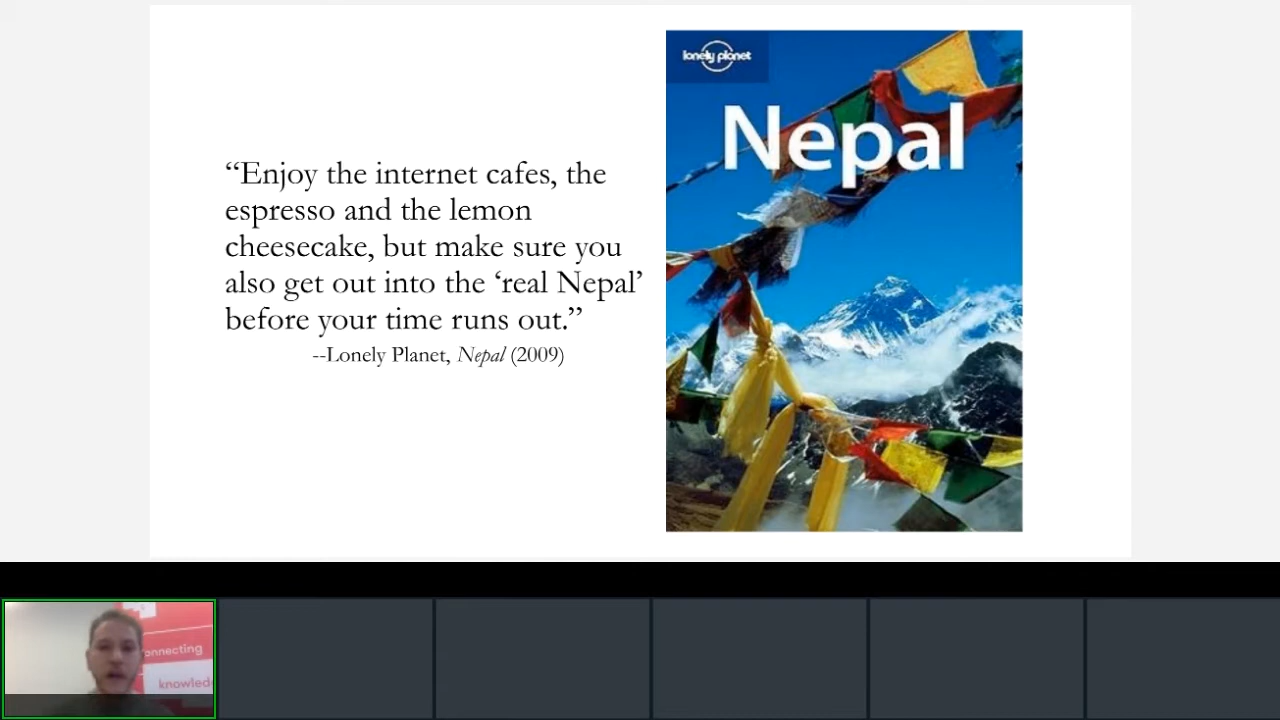 “Enjoy the internet cafes, the
espresso and the lemon
cheesecake, but make sure you
also get out into the ‘real Nepal’
before your time runs out.”
--Lonely Planet, Nepal (2009)
lonely planet
Nepal
onnecting
knowled